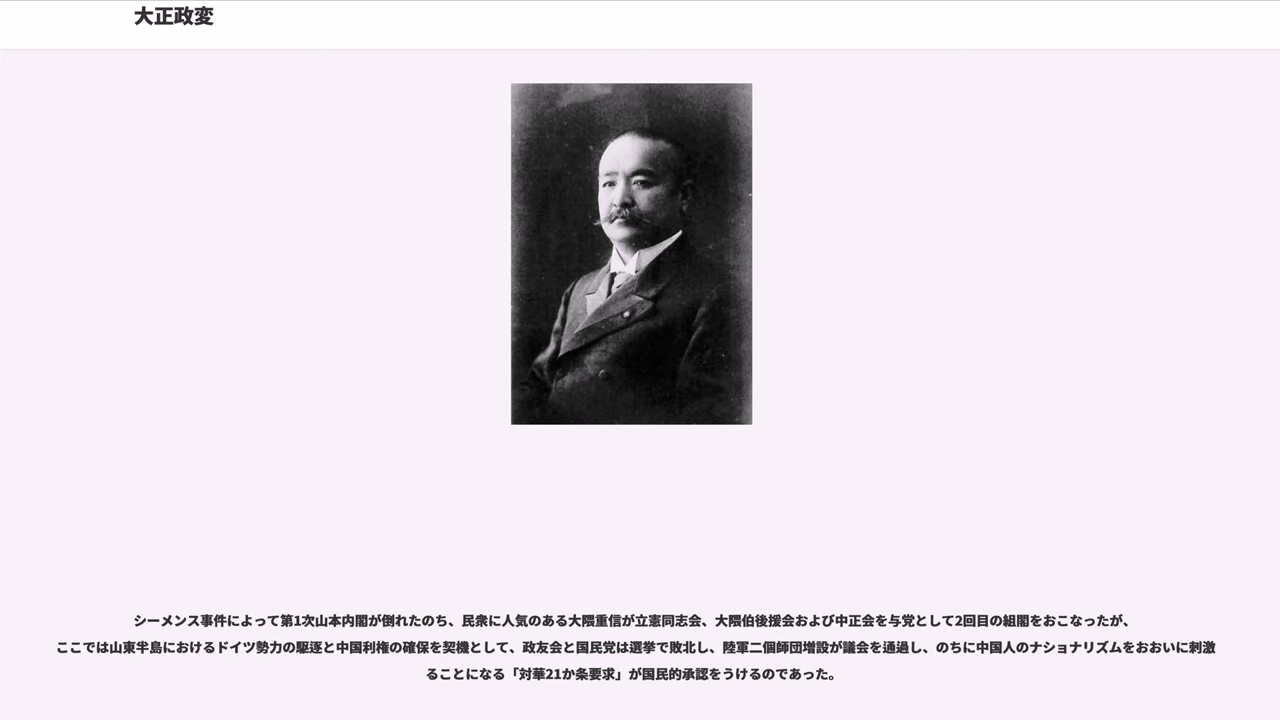 大正政変
シーメンス事件によって第1次山本内閣が倒れたのち、民衆に人気のある大隈重信が立憲同志会、大隈伯後援会および中正会を与党として2回目の組閣をおこなったが、
ここでは山東半島におけるドイツ勢力の駆逐と中国利権の確保を契機として、政友会と国民党は選挙で敗北し、陸軍二個師団増設が議会を通過し、のちに中国人のナショナリズムをおおいに刺激
ることになる「対華21か条要求」が国民的承認をうけるのであった。